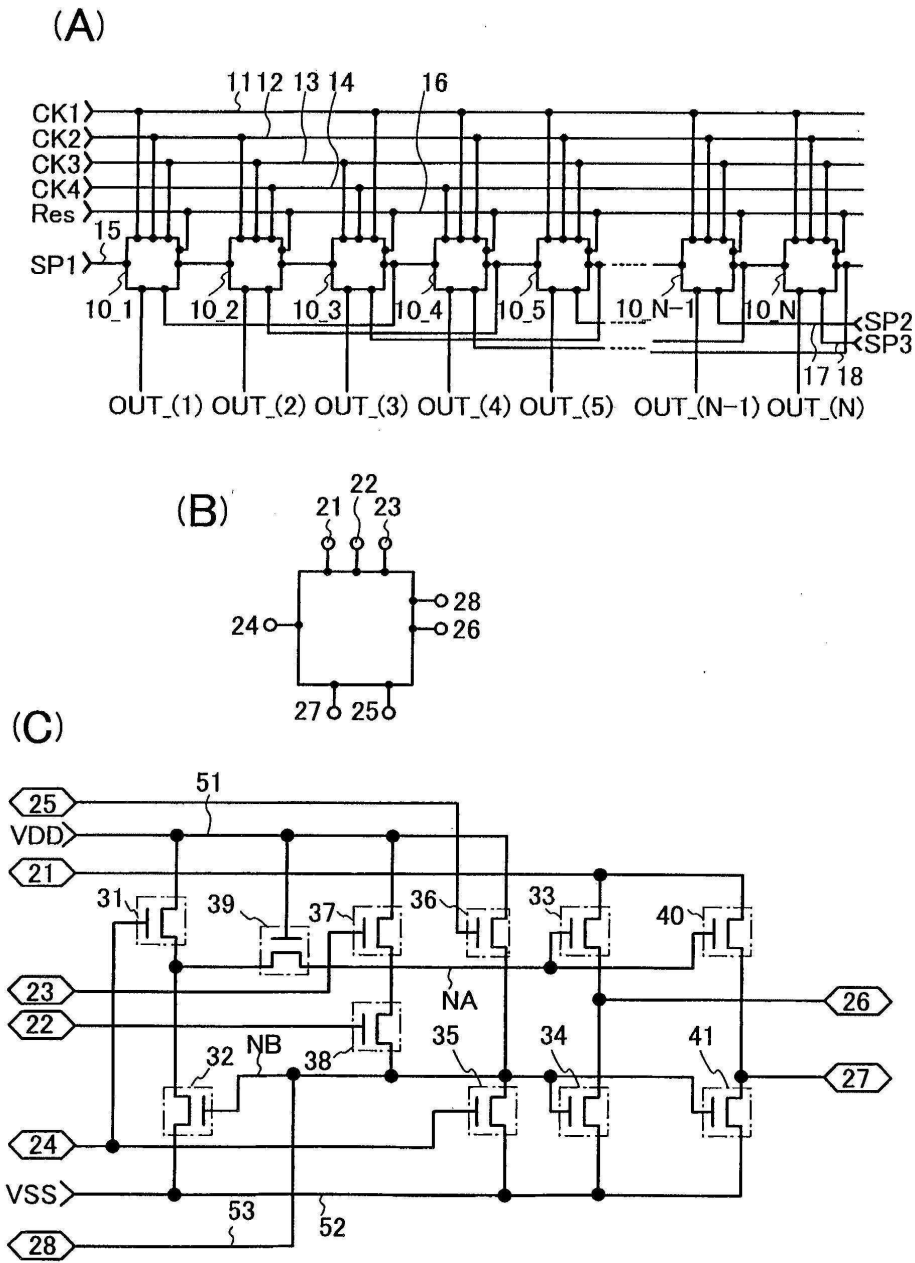 (A)
11 12 13 14 16
CK1
CK2
CK3
CK4
Res
15
SP1
10_1 10_2 10_3 10_4 10_5 10_N-1 10_N
SP2
SP3
17 18
OUT_(1) OUT_(2) OUT_(3) OUT_(4) OUT_(5) OUT_(N-1) OUT_(N)
(B)
21 22 23
24 28
26
27 25
(C)
51
25
VDD
21
31 39 37 36 33 40
23 NA
26
22
32 NB 38 35 34 41
27
24
VSS
53 52
28